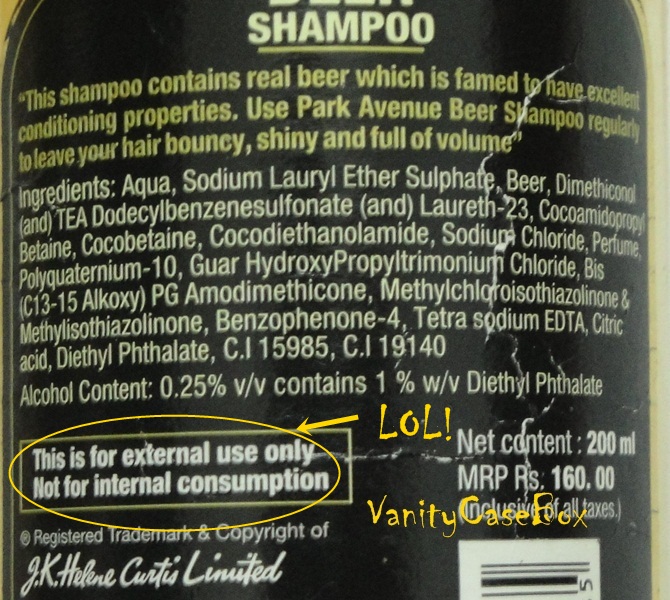 BEER
SHAMPOO
"This shampoo contains real beer which is famed to have excellent
conditioning properties. Use Park Avenue Beer Shampoo regularly
to leave your hair bouncy, shiny and full of volume"
Ingredients: Aqua, Sodium Lauryl Ether Sulphate, Beer, Dimethiconol
(and) TEA Dodecylbenzenesulfonate (and) Laureth-23, Cocoamidopropyl
Betaine, Cocobetaine, Cocodiethanolamide, Sodium Chloride, Perfume,
Polyquaternium-10, Guar HydroxyPropyltrimonium Chloride, Bis
(C13-15 Alkoxy) PG Amodimethicone, Methylchloroisothiazolinone &
Methylisothiazolinone, Benzophenone-4, Tetra sodium EDTA, Citric
acid, Diethyl Phthalate, C.I 15985, C.I 19140
Alcohol Content: 0.25% v/v contains 1 % w/v Diethyl Phthalate
LOL!
This is for external use only
Not for internal consumption
Net content : 200 ml
MRP Rs. 160.00
(Inclusive of all taxes.)
VanityCaseBox
® Registered Trademark & Copyright of
J.K. Helene Curtis Limited
5